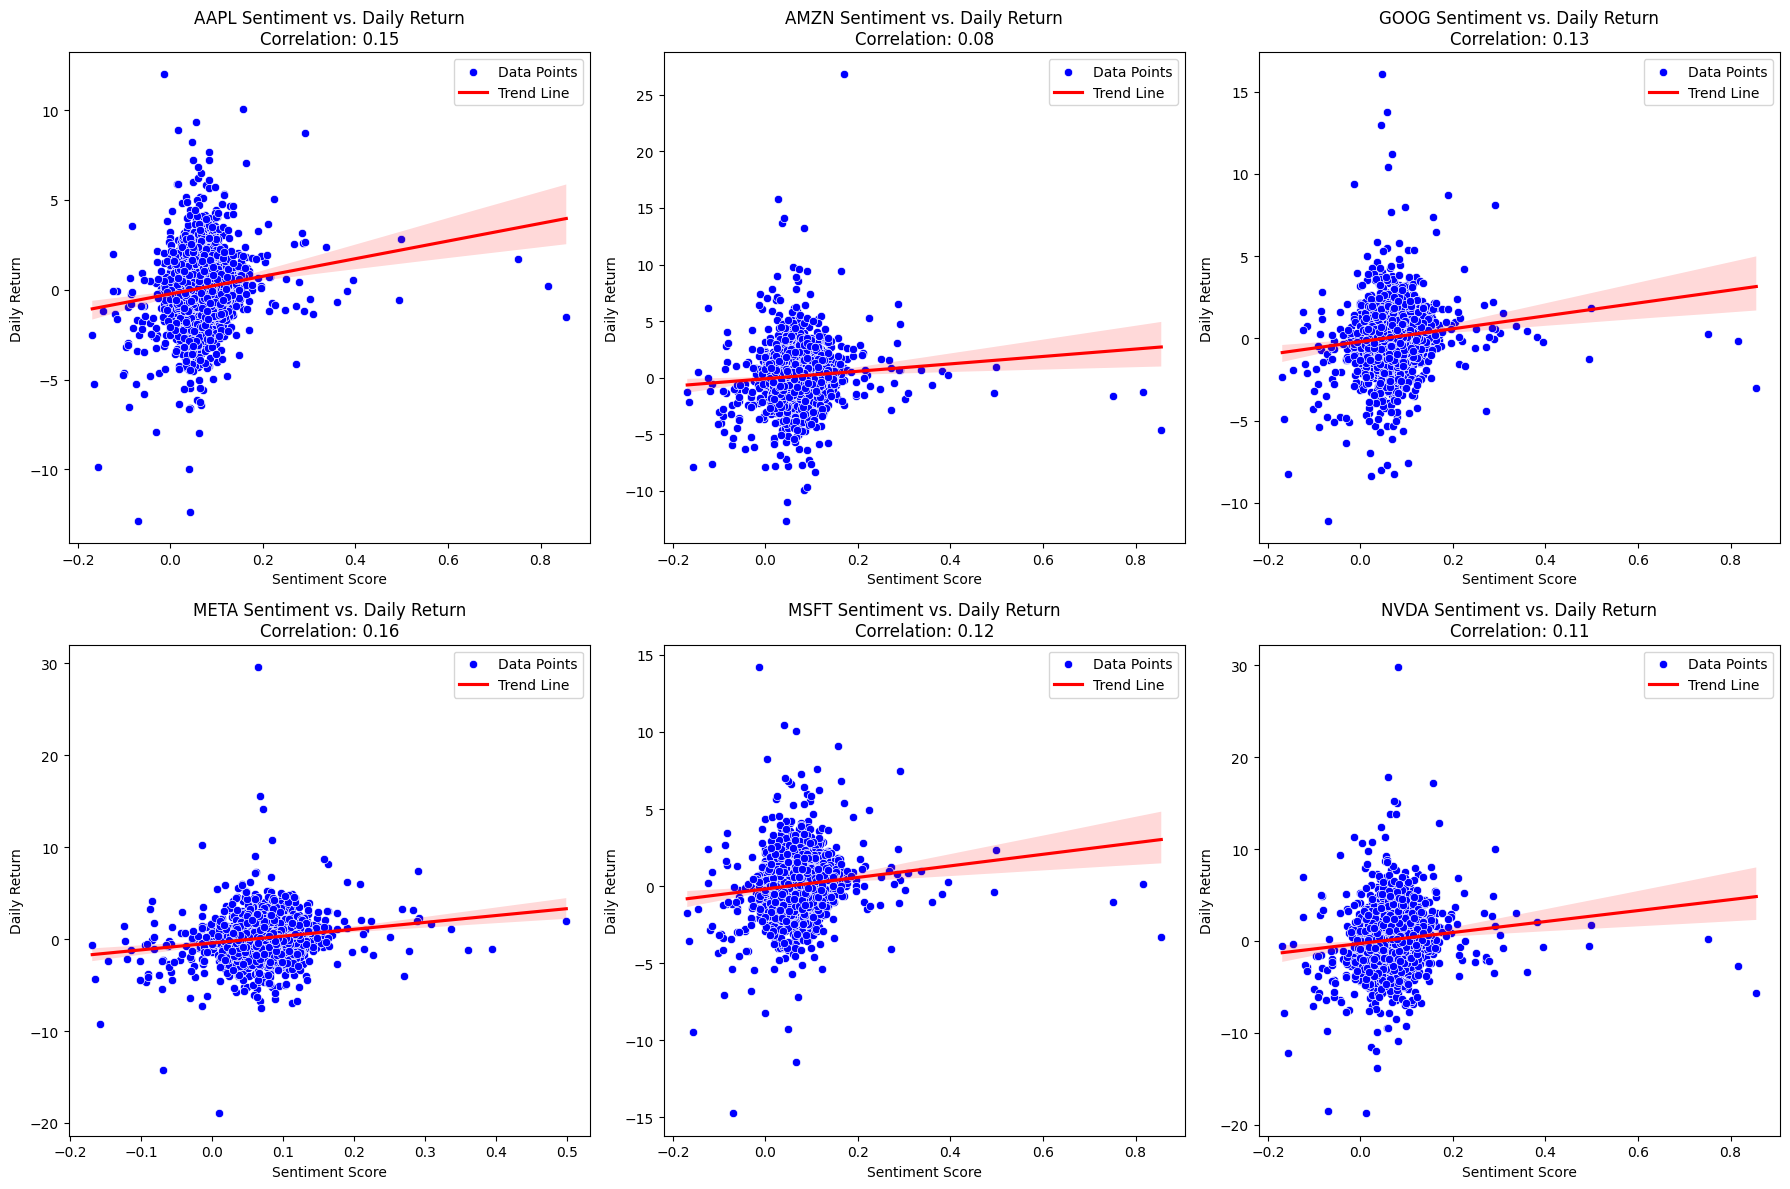 AAPL Sentiment vs. Daily Return
Correlation: 0.15
Data Points
Trend Line
10
5
0
−5
−10
Daily Return
−0.2 0.0 0.2 0.4 0.6 0.8
Sentiment Score
AMZN Sentiment vs. Daily Return
Correlation: 0.08
Data Points
Trend Line
25
20
15
10
5
0
−5
−10
Daily Return
−0.2 0.0 0.2 0.4 0.6 0.8
Sentiment Score
GOOG Sentiment vs. Daily Return
Correlation: 0.13
Data Points
Trend Line
15
10
5
0
−5
−10
Daily Return
−0.2 0.0 0.2 0.4 0.6 0.8
Sentiment Score
META Sentiment vs. Daily Return
Correlation: 0.16
Data Points
Trend Line
30
20
10
0
−10
−20
Daily Return
−0.2 −0.1 0.0 0.1 0.2 0.3 0.4 0.5
Sentiment Score
MSFT Sentiment vs. Daily Return
Correlation: 0.12
Data Points
Trend Line
15
10
5
0
−5
−10
−15
Daily Return
−0.2 0.0 0.2 0.4 0.6 0.8
Sentiment Score
NVDA Sentiment vs. Daily Return
Correlation: 0.11
Data Points
Trend Line
30
20
10
0
−10
−20
Daily Return
−0.2 0.0 0.2 0.4 0.6 0.8
Sentiment Score